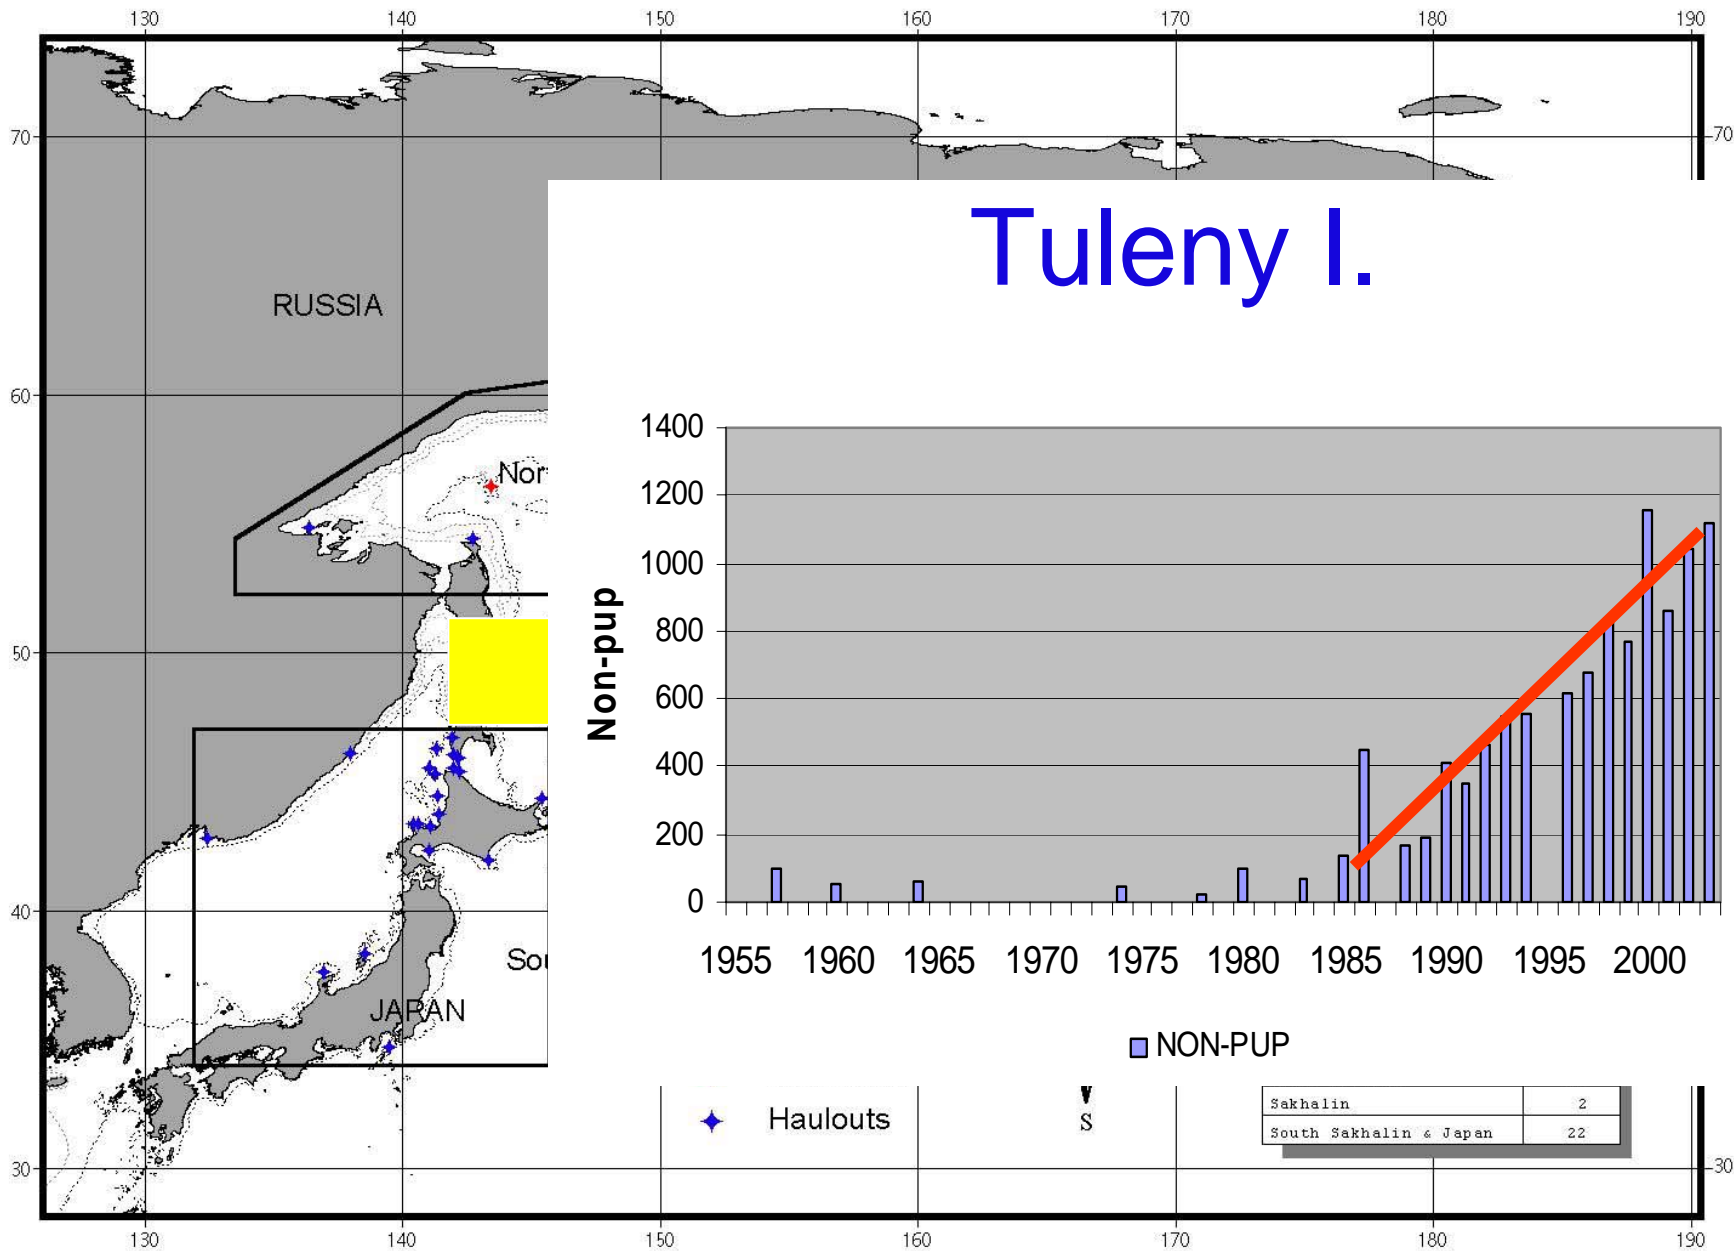 130 140 150 160 170 180 190
70 70
Tuleny I.
RUSSIA
60
1400
1200
1000
800
600
400
200
0
Non-pup
Nor
50
40
1955 1960 1965 1970 1975 1980 1985 1990 1995 2000
NON-PUP
Sou
JAPAN
Haulouts
S
Sakhalin 2
South Sakhalin & Japan 22
30 30
130 140 150 160 170 180 190